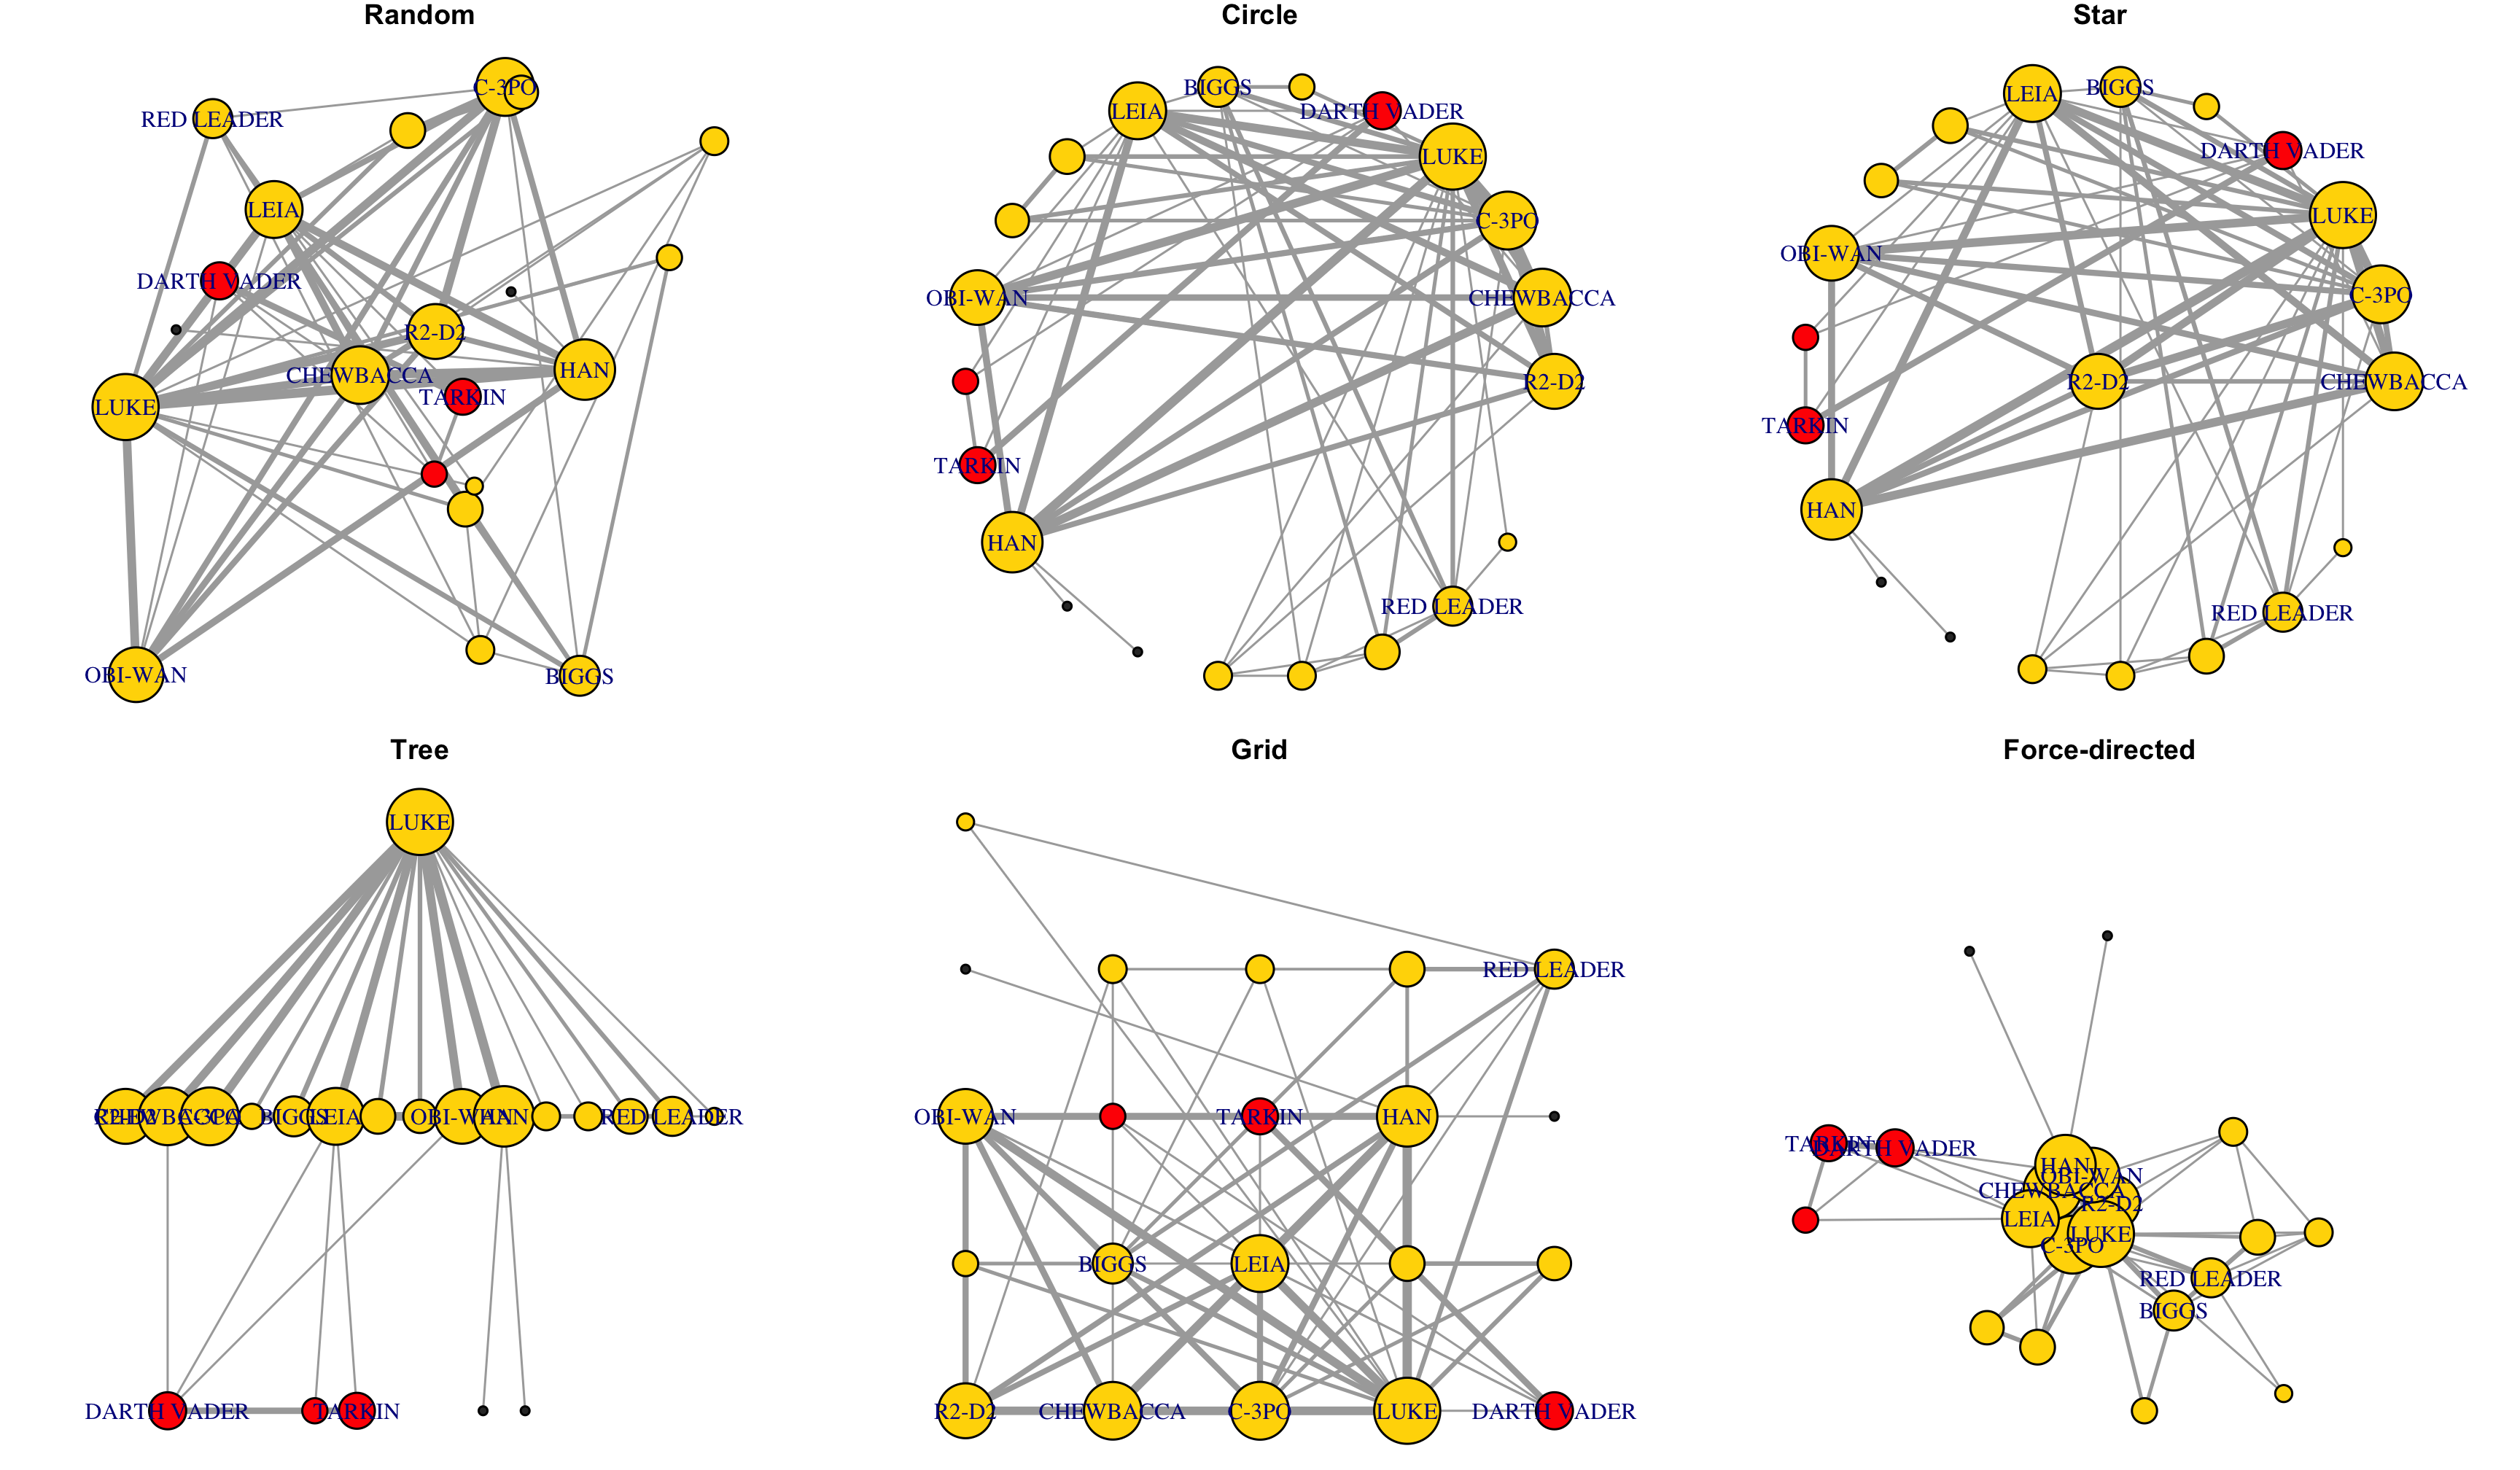 Random
C-3PO
RED LEADER
LEIA
DARTH VADER
R2-D2
CHEWBACCA
HAN
TARKIN
LUKE
OBI-WAN
BIGGS
Circle
BIGGS
LEIA
DARTH VADER
LUKE
C-3PO
OBI-WAN
CHEWBACCA
R2-D2
TARKIN
HAN
RED LEADER
Star
LEIA
BIGGS
DARTH VADER
LUKE
OBI-WAN
C-3PO
R2-D2
CHEWBACCA
TARKIN
HAN
RED LEADER
Tree
LUKE
R2-D2
CHEWBACCA
C-3PO
BIGGS
LEIA
OBI-WAN
HAN
RED LEADER
DARTH VADER
TARKIN
Grid
RED LEADER
OBI-WAN
TARKIN
HAN
BIGGS
LEIA
R2-D2
CHEWBACCA
C-3PO
LUKE
DARTH VADER
Force-directed
TARKIN
DARTH VADER
HAN
OBI-WAN
CHEWBACCA
R2-D2
LEIA
LUKE
C-3PO
RED LEADER
BIGGS